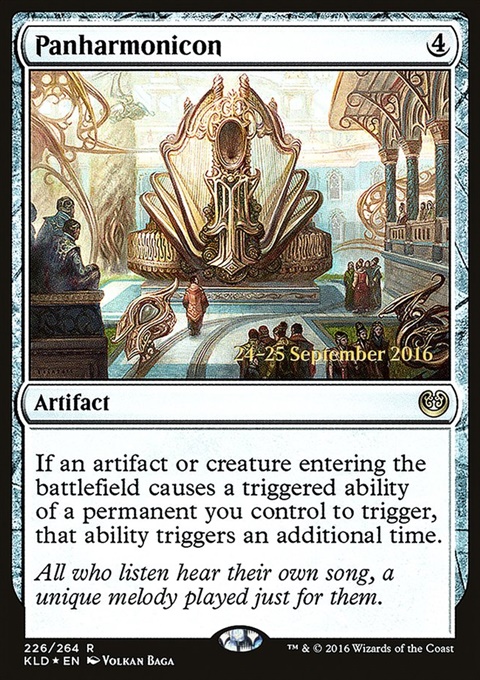 Panharmonicon 4
24–25 September 2016
Artifact
If an artifact or creature entering the
battlefield causes a triggered ability
of a permanent you control to trigger,
that ability triggers an additional time.
All who listen hear their own song, a
unique melody played just for them.
226/264 R
KLD ★ EN Volkan Baga
™ & © 2016 Wizards of the Coast